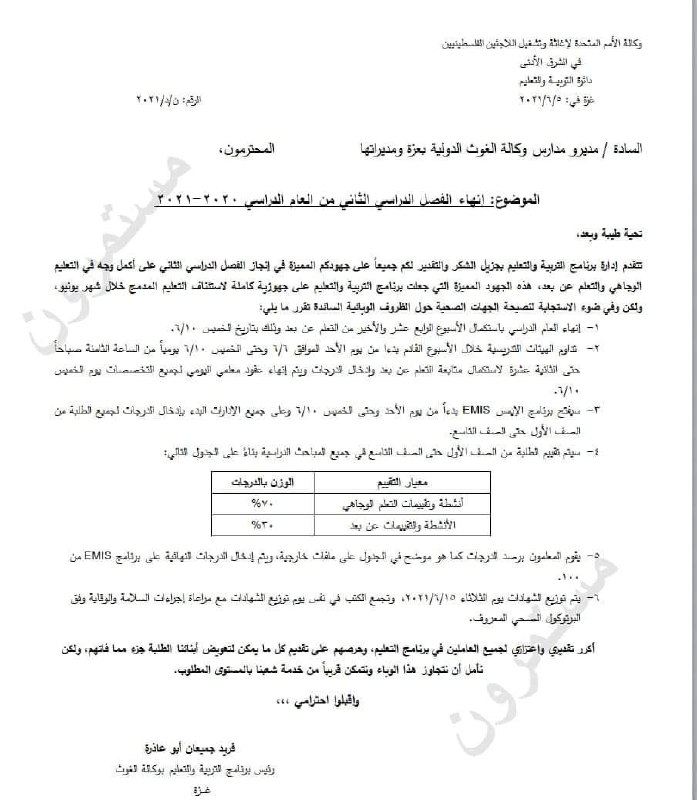 وكالة الأمم المتحدة لإغاثة وتشغيل اللاجئين الفلسطينيين
في الشرق الأدنى
دائرة التربية والتعليم
غزة في: ٢٠٢١/٦/٥
الرقم: ن/د/٢٠٢١
السادة / مديرو مدارس وكالة الغوث الدولية بغزة ومديراتها المحترمون،
الموضوع: إنهاء الفصل الدراسي الثاني من العام الدراسي ٢٠٢٠-٢٠٢١
تحية طيبة وبعد،
تتقدم إدارة برنامج التربية والتعليم بجزيل الشكر والتقدير لكم جميعاً على جهودكم المميزة في إنجاز الفصل الدراسي الثاني على أكمل وجه في التعليم
الوجاهي والتعلم عن بعد، هذه الجهود المميزة التي جعلت برنامج التربية والتعليم على جهوزية كاملة لاستئناف التعليم المدمج خلال شهر يونيو،
ولكن وفي ضوء الاستجابة لنصيحة الجهات الصحية حول الظروف الوبائية السائدة تقرر ما يلي:
١- إنهاء العام الدراسي باستكمال الأسبوع الرابع عشر والأخير من التعلم عن بعد وذلك بتاريخ الخميس ٦/١٠.
٢- تداوم الهيئات التدريسية خلال الأسبوع القادم بدءا من يوم الأحد الموافق ٦/٦ وحتى الخميس ٦/١٠ يومياً من الساعة الثامنة صباحاً
حتى الثانية عشرة لاستكمال متابعة التعلم عن بعد وإدخال الدرجات ويتم إنهاء عقود معلمي اليومي لجميع التخصصات يوم الخميس
٦/١٠.
٣- سيفتح برنامج الإيمس EMIS بدءاً من يوم الأحد وحتى الخميس ٦/١٠ وعلى جميع الإدارات البدء بإدخال الدرجات لجميع الطلبة من
الصف الأول حتى الصف التاسع.
٤- سيتم تقييم الطلبة من الصف الأول حتى الصف التاسع في جميع المباحث الدراسية بناءً على الجدول التالي:
معيار التقييم الوزن بالدرجات
أنشطة وتقييمات التعلم الوجاهي ٧٠%
الأنشطة والتقييمات عن بعد ٣٠%
٥- يقوم المعلمون برصد الدرجات كما هو موضح في الجدول على ملفات خارجية، ويتم إدخال الدرجات النهائية على برنامج EMIS من
١٠٠.
٦- يتم توزيع الشهادات يوم الثلاثاء ٢٠٢١/٦/١٥، وتجمع الكتب في نفس يوم توزيع الشهادات مع مراعاة إجراءات السلامة والوقاية وفق
البرتوكول الصحي المعروف.
أكرر تقديري واعتزازي لجميع العاملين في برنامج التعليم، وحرصهم على تقديم كل ما يمكن لتعويض أبنائنا الطلبة جزء مما فاتهم، ولكن
نأمل أن نتجاوز هذا الوباء ونتمكن قريباً من خدمة شعبنا بالمستوى المطلوب.
واقبلوا احترامي ،،،
فريد جميعان أبو عاذرة
رئيس برنامج التربية والتعليم بوكالة الغوث
غـزة
مستمرون
مستمرون